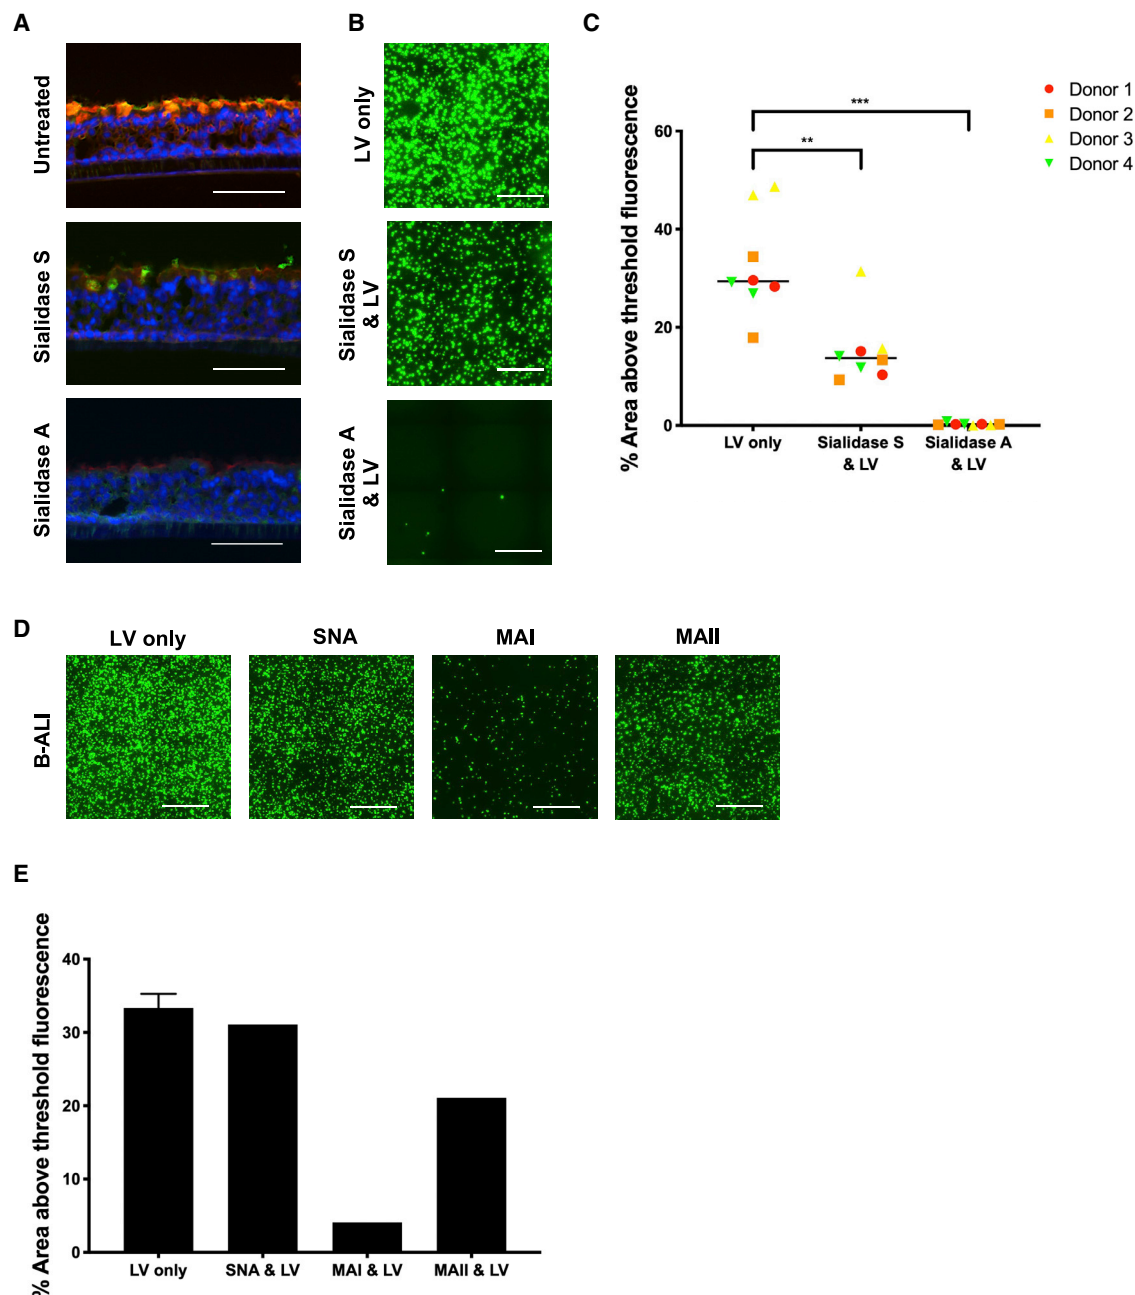 A
Untreated
Sialidase S
Sialidase A
B
LV only
Sialidase S
& LV
Sialidase A
& LV
C
% Area above threshold fluorescence
60
40
20
0
***
**
LV only
Sialidase S
& LV
Sialidase A
& LV
Donor 1
Donor 2
Donor 3
Donor 4
D
LV only
SNA
MAI
MAII
B-ALI
E
% Area above threshold fluorescence
40
30
20
10
0
LV only
SNA & LV
MAI & LV
MAII & LV